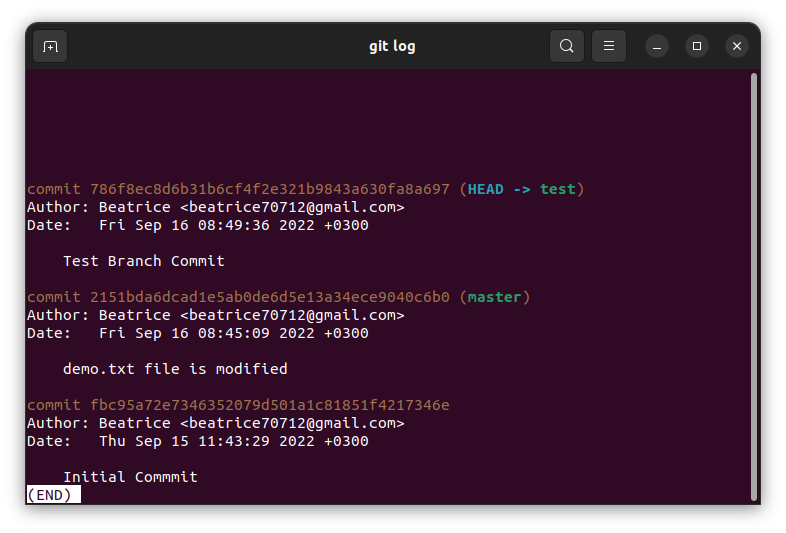 git log
commit 786f8ec8d6b31b6cf4f2e321b9843a630fa8a697 (HEAD -> test)
Author: Beatrice <beatrice70712@gmail.com>
Date:   Fri Sep 16 08:49:36 2022 +0300
Test Branch Commit
commit 2151bda6dcad1e5ab0de6d5e13a34ece9040c6b0 (master)
Author: Beatrice <beatrice70712@gmail.com>
Date:   Fri Sep 16 08:45:09 2022 +0300
demo.txt file is modified
commit fbc95a72e7346352079d501a1c81851f4217346e
Author: Beatrice <beatrice70712@gmail.com>
Date:   Thu Sep 15 11:43:29 2022 +0300
Initial Commmit
(END)